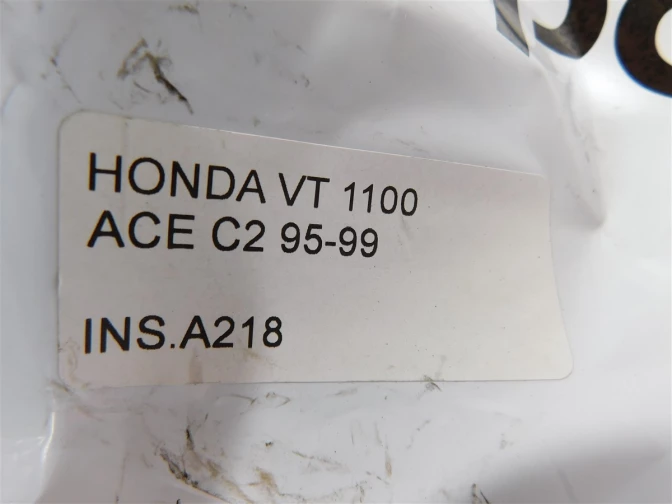 HONDA VT 1100
ACE C2 95-99
INS.A218